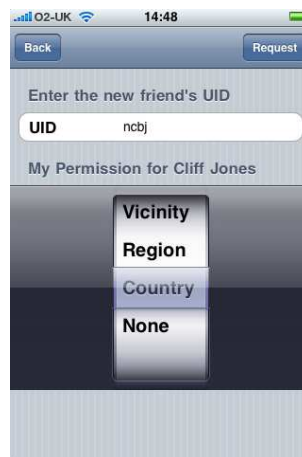 O2-UK 14:48
Back Request
Enter the new friend's UID
UID ncbj
My Permission for Cliff Jones
Vicinity
Region
Country
None